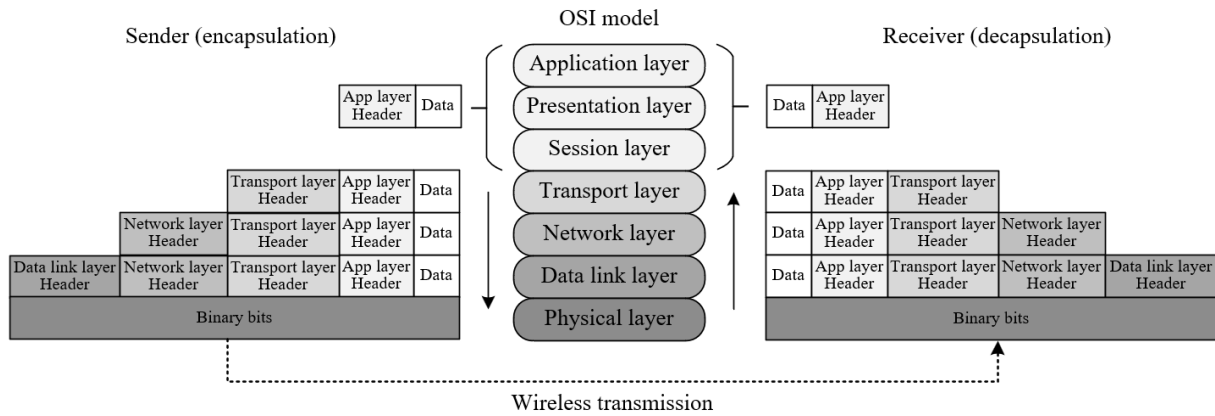 OSI model
Sender (encapsulation)
Receiver (decapsulation)
Application layer
App layer
Header
Data
Presentation layer
Data
App layer
Header
Session layer
Transport layer
Header
App layer
Header
Data
Transport layer
Data
App layer
Header
Transport layer
Header
Network layer
Header
Transport layer
Header
App layer
Header
Data
Network layer
Data
App layer
Header
Transport layer
Header
Network layer
Header
Data link layer
Header
Network layer
Header
Transport layer
Header
App layer
Header
Data
Data link layer
Data
App layer
Header
Transport layer
Header
Network layer
Header
Data link layer
Header
Binary bits
Physical layer
Binary bits
Wireless transmission